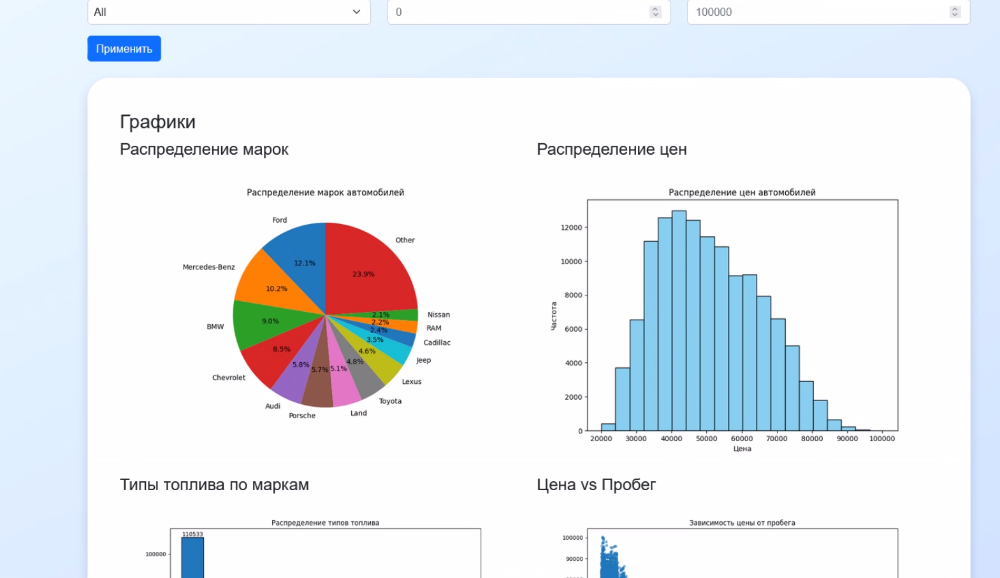 All
0
100000
Применить
Графики
Распределение марок
Распределение марок автомобилей
Ford
Other
12.1%
23.9%
Mercedes-Benz
10.2%
BMW
9.0%
2.1%
Nissan
2.2%
RAM
2.4%
Cadillac
3.5%
Jeep
8.5%
4.6%
5.8%
5.7%
5.1%
4.8%
Chevrolet
Lexus
Audi
Toyota
Porsche
Land
Распределение цен
Распределение цен автомобилей
Частота
12000
10000
8000
6000
4000
2000
0
20000 30000 40000 50000 60000 70000 80000 90000 100000
Цена
Типы топлива по маркам
Распределение типов топлива
110533
100000
Цена vs Пробег
Зависимость цены от пробега
100000
90000